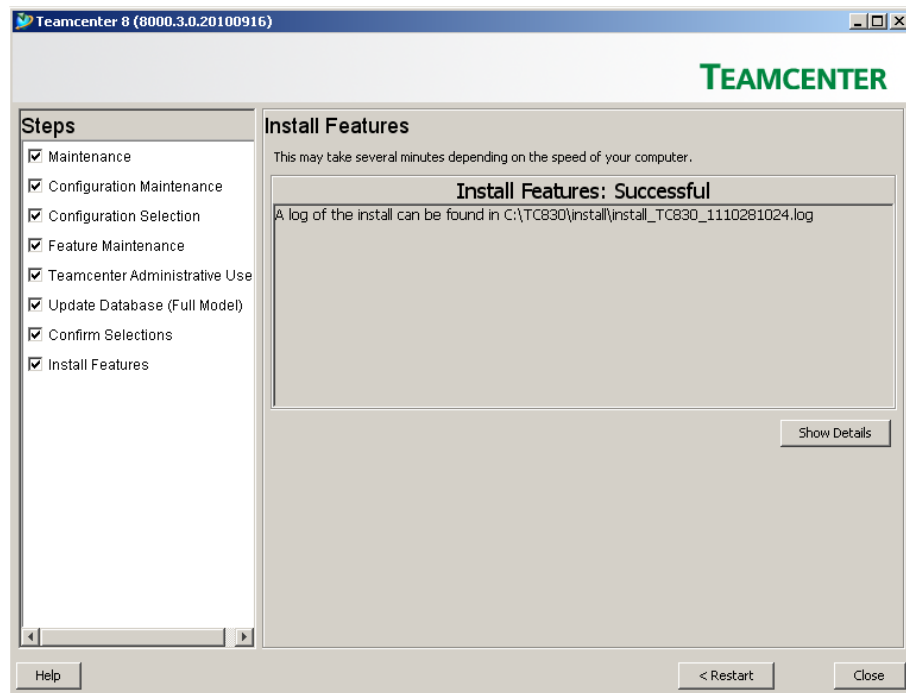 Teamcenter 8 (8000.3.0.20100916)
TEAMCENTER
Steps
Maintenance
Configuration Maintenance
Configuration Selection
Feature Maintenance
Teamcenter Administrative Use
Update Database (Full Model)
Confirm Selections
Install Features
Install Features
This may take several minutes depending on the speed of your computer.
Install Features: Successful
A log of the install can be found in C:\TC830\install\install_TC830_1110281024.log
Show Details
Help
< Restart
Close